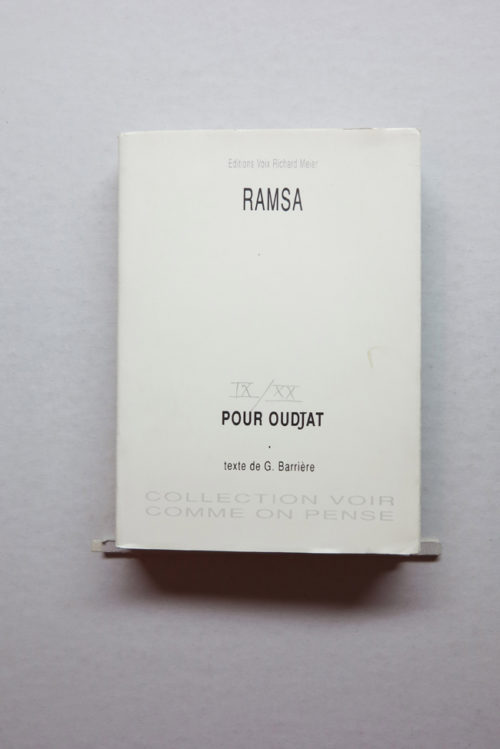 Editions Voix Richard Meier
RAMSA
IX/XX
POUR OUDJAT
texte de G. Barrière
COLLECTION VOIR
COMME ON PENSE